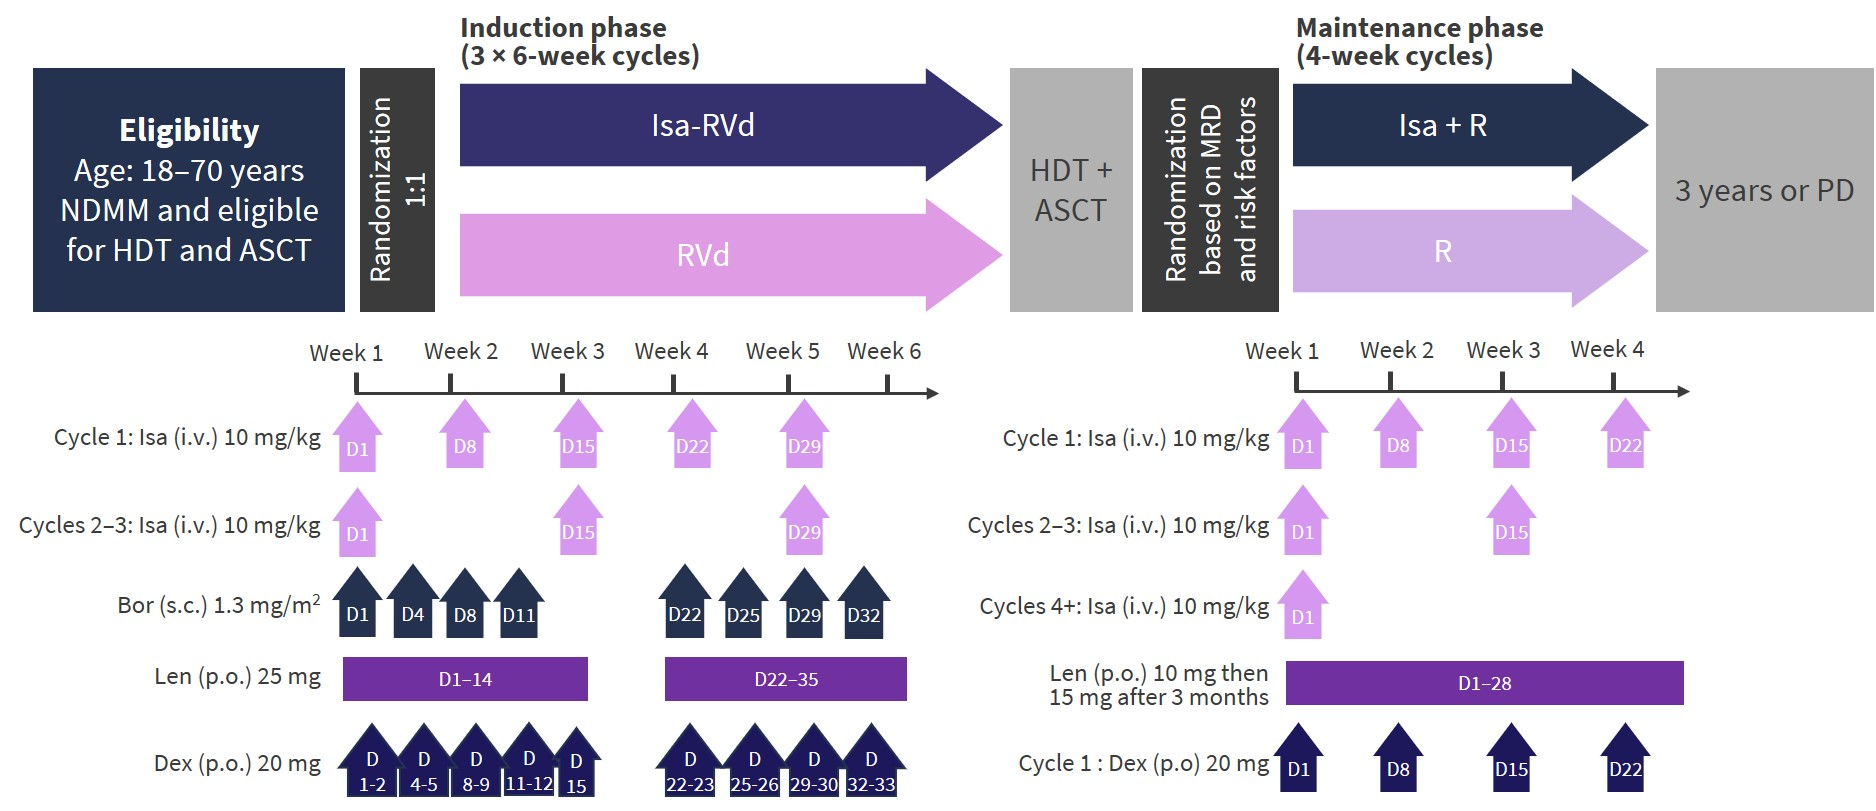 Induction phase
(3 × 6-week cycles)
Maintenance phase
(4-week cycles)
Eligibility
Age: 18–70 years
NDMM and eligible
for HDT and ASCT
Randomization
1:1
Isa-RVd
RVd
HDT +
ASCT
Randomization
based on MRD
and risk factors
Isa + R
R
3 years or PD
Week 1 Week 2 Week 3 Week 4 Week 5 Week 6
Cycle 1: Isa (i.v.) 10 mg/kg D1 D8 D15 D22 D29
Cycles 2–3: Isa (i.v.) 10 mg/kg D1 D15 D29
Bor (s.c.) 1.3 mg/m² D1 D4 D8 D11 D22 D25 D29 D32
Len (p.o.) 25 mg D1–14 D22–35
Dex (p.o.) 20 mg D 1-2 D 4-5 D 8-9 D 11-12 D 15 D 22-23 D 25-26 D 29-30 D 32-33
Week 1 Week 2 Week 3 Week 4
Cycle 1: Isa (i.v.) 10 mg/kg D1 D8 D15 D22
Cycles 2–3: Isa (i.v.) 10 mg/kg D1 D15
Cycles 4+: Isa (i.v.) 10 mg/kg D1
Len (p.o.) 10 mg then
15 mg after 3 months D1–28
Cycle 1 : Dex (p.o) 20 mg D1 D8 D15 D22